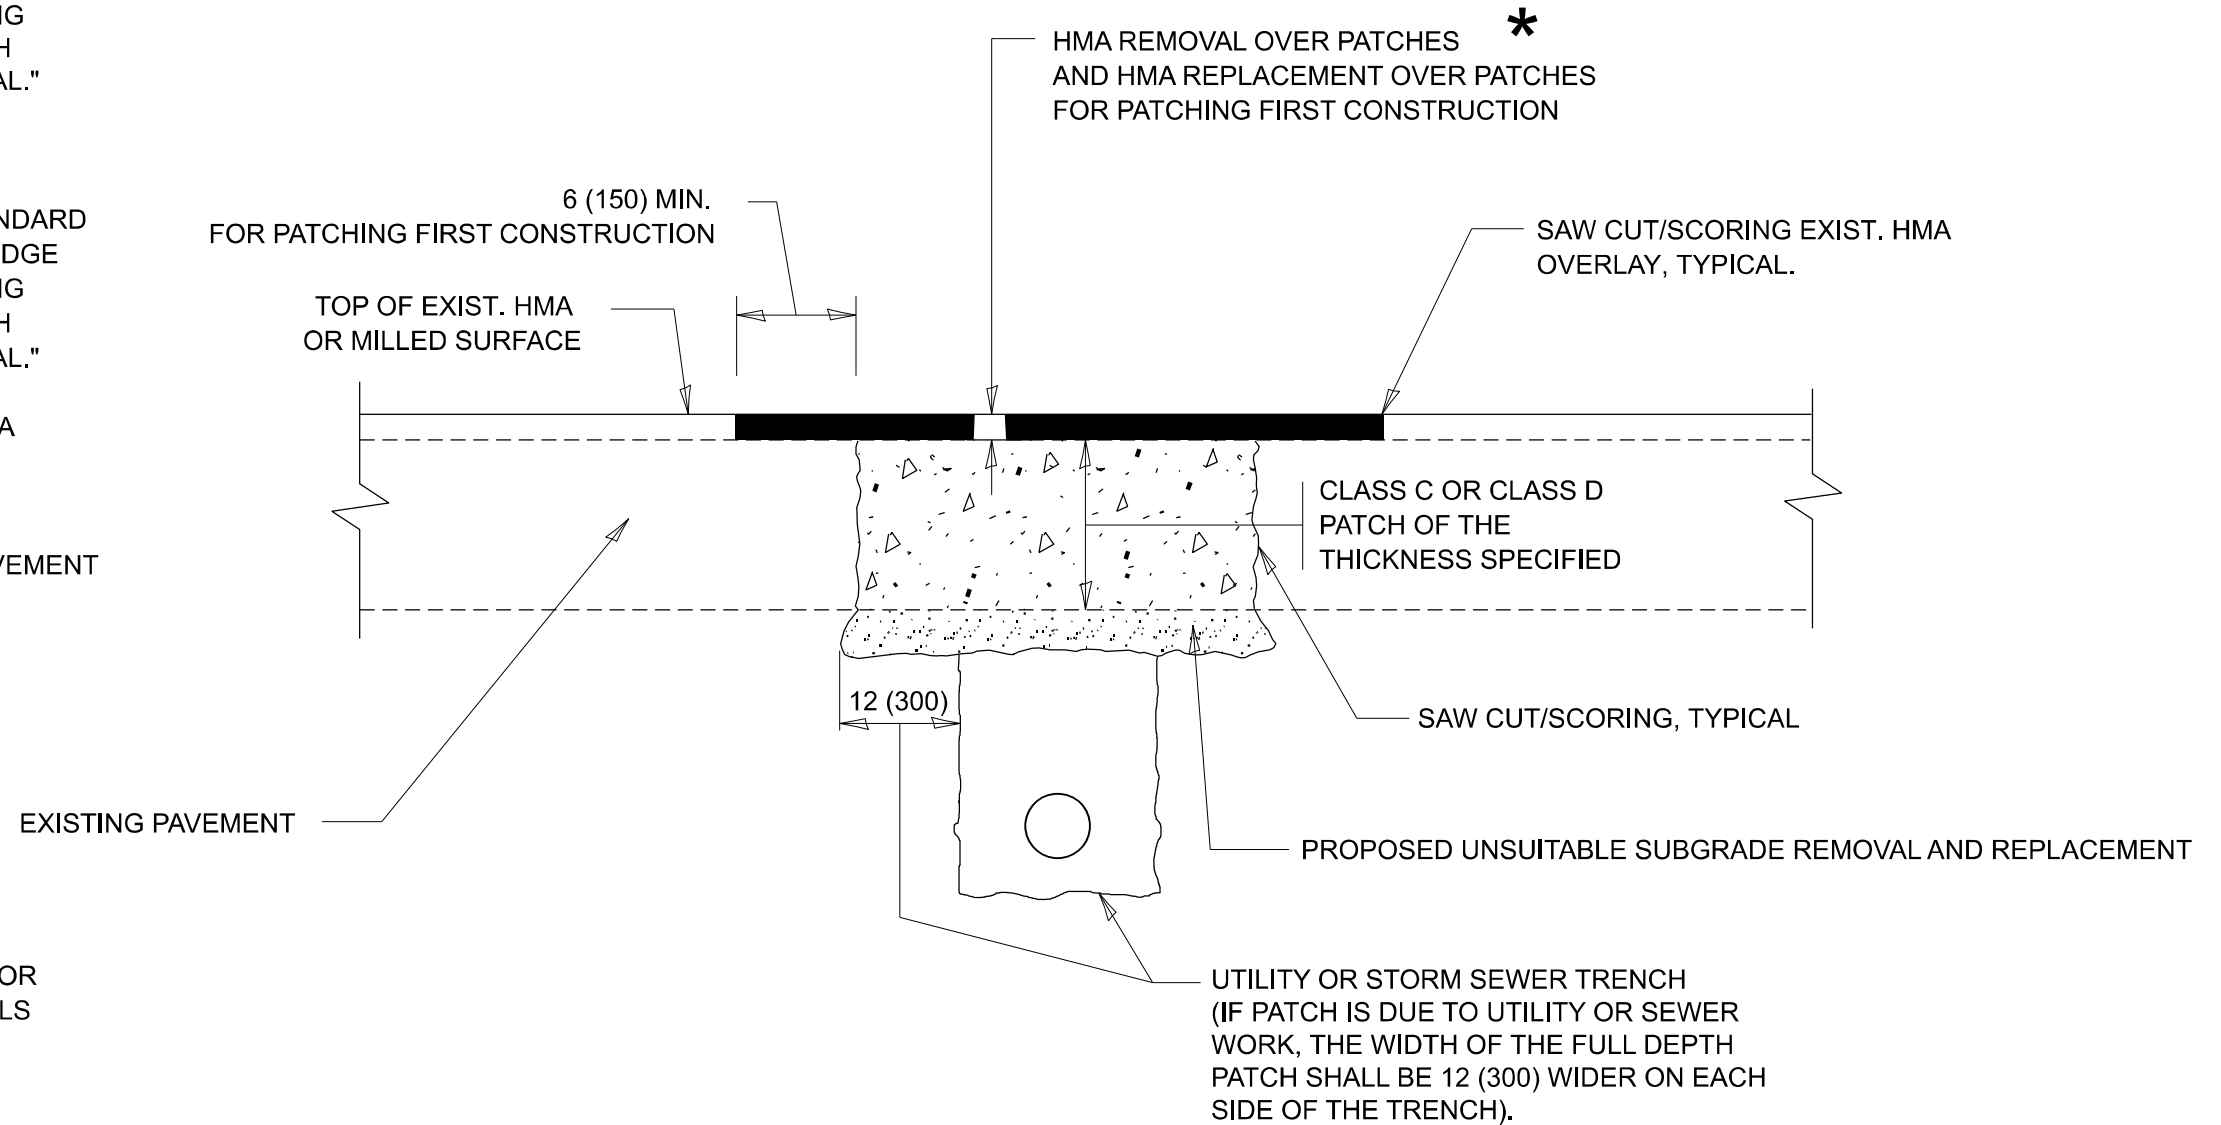 AL."
HMA REMOVAL OVER PATCHES *
AND HMA REPLACEMENT OVER PATCHES
FOR PATCHING FIRST CONSTRUCTION
6 (150) MIN.
FOR PATCHING FIRST CONSTRUCTION
SAW CUT/SCORING EXIST. HMA
OVERLAY, TYPICAL.
TOP OF EXIST. HMA
OR MILLED SURFACE
AL."
A
CLASS C OR CLASS D
PATCH OF THE
THICKNESS SPECIFIED
12 (300)
SAW CUT/SCORING, TYPICAL
EXISTING PAVEMENT
PROPOSED UNSUITABLE SUBGRADE REMOVAL AND REPLACEMENT
OR
LS
UTILITY OR STORM SEWER TRENCH
(IF PATCH IS DUE TO UTILITY OR SEWER
WORK, THE WIDTH OF THE FULL DEPTH
PATCH SHALL BE 12 (300) WIDER ON EACH
SIDE OF THE TRENCH).